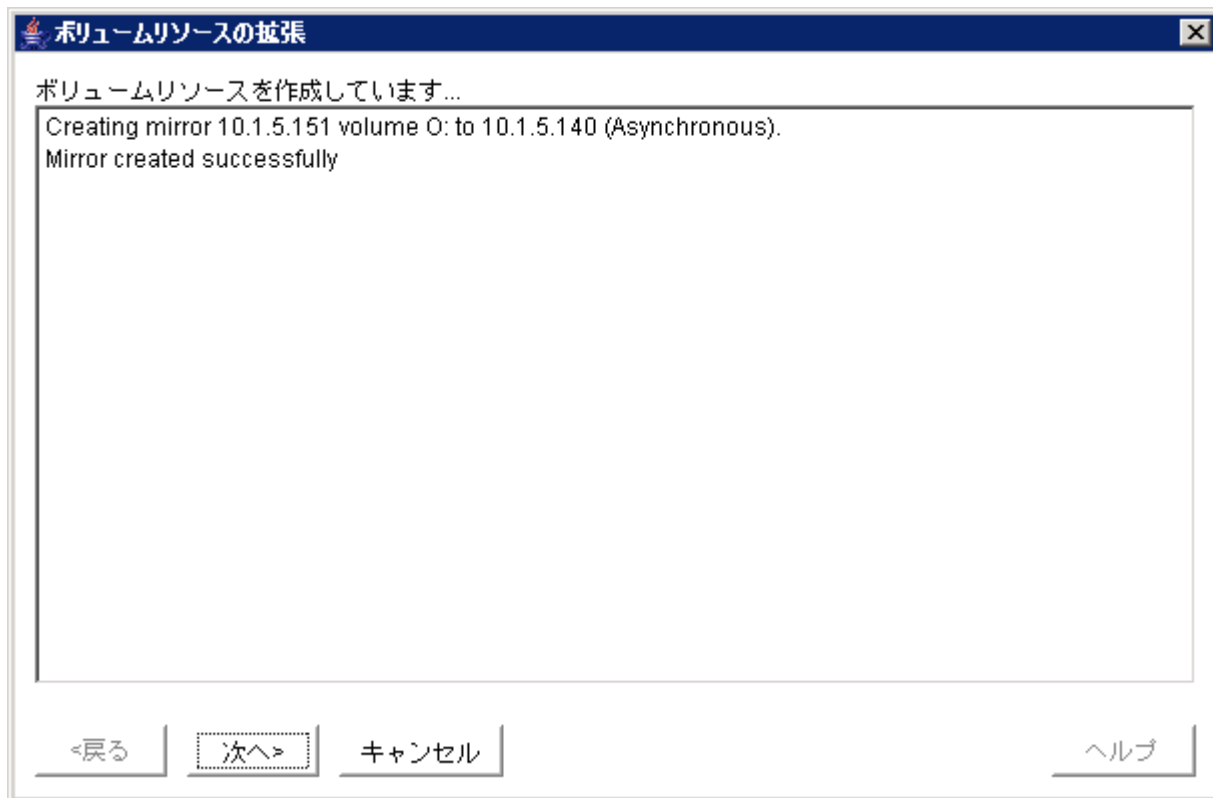 ボリュームリソースの拡張
ボリュームリソースを作成しています...
Creating mirror 10.1.5.151 volume O: to 10.1.5.140 (Asynchronous).
Mirror created successfully
<戻る 次へ> キャンセル ヘルプ